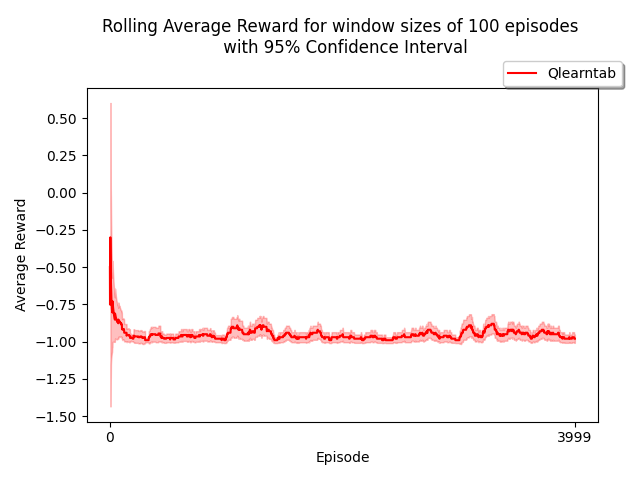 Rolling Average Reward for window sizes of 100 episodes
with 95% Confidence Interval
Qlearntab
0.50
0.25
0.00
−0.25
−0.50
−0.75
−1.00
−1.25
−1.50
Average Reward
0
3999
Episode